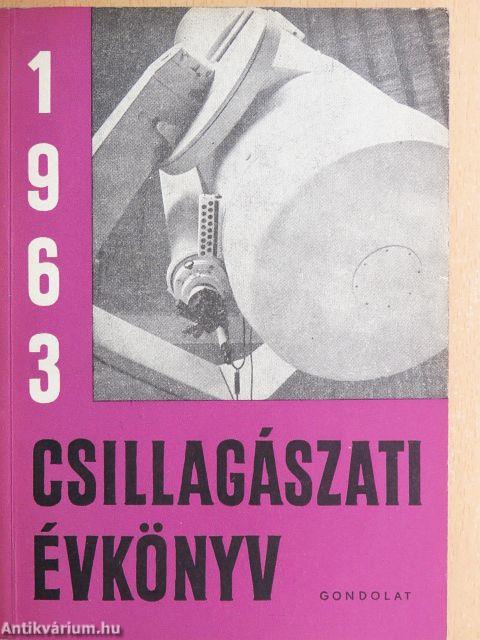 1
9
6
3
CSILLAGÁSZATI
ÉVKÖNYV
GONDOLAT
Antikvárium.hu